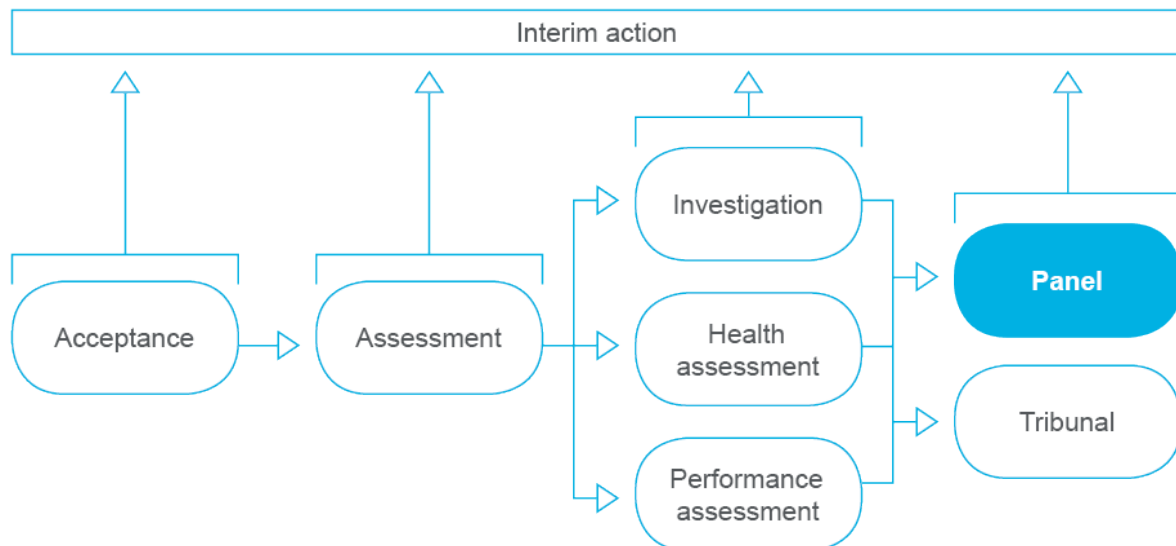 Interim action
Acceptance
Assessment
Investigation
Health
assessment
Performance
assessment
Panel
Tribunal